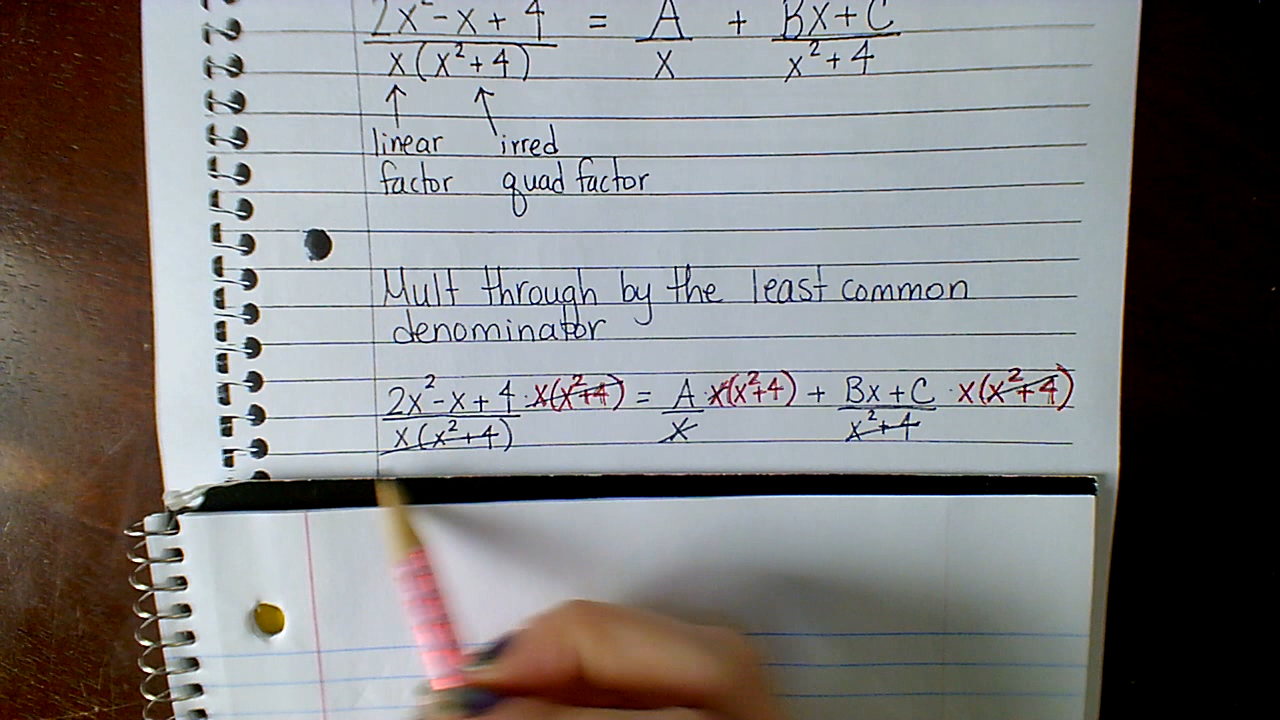 2x²-x+4 = A + Bx+C
x(x²+4) x x²+4
↑ ↑
linear irred
factor quad factor
Mult through by the least common
denominator
2x²-x+4 · x(x²+4) = A · x(x²+4) + Bx+C · x(x²+4)
x(x²+4) x x²+4